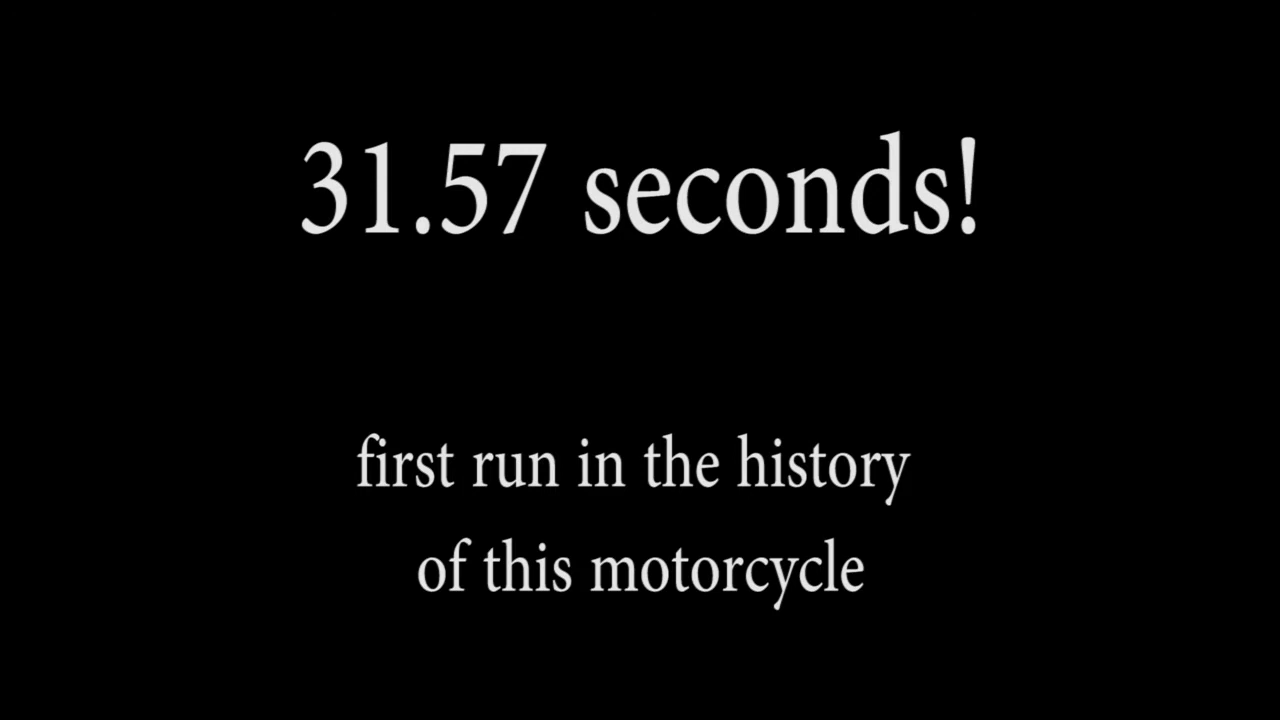 31.57 seconds!
first run in the history
of this motorcycle